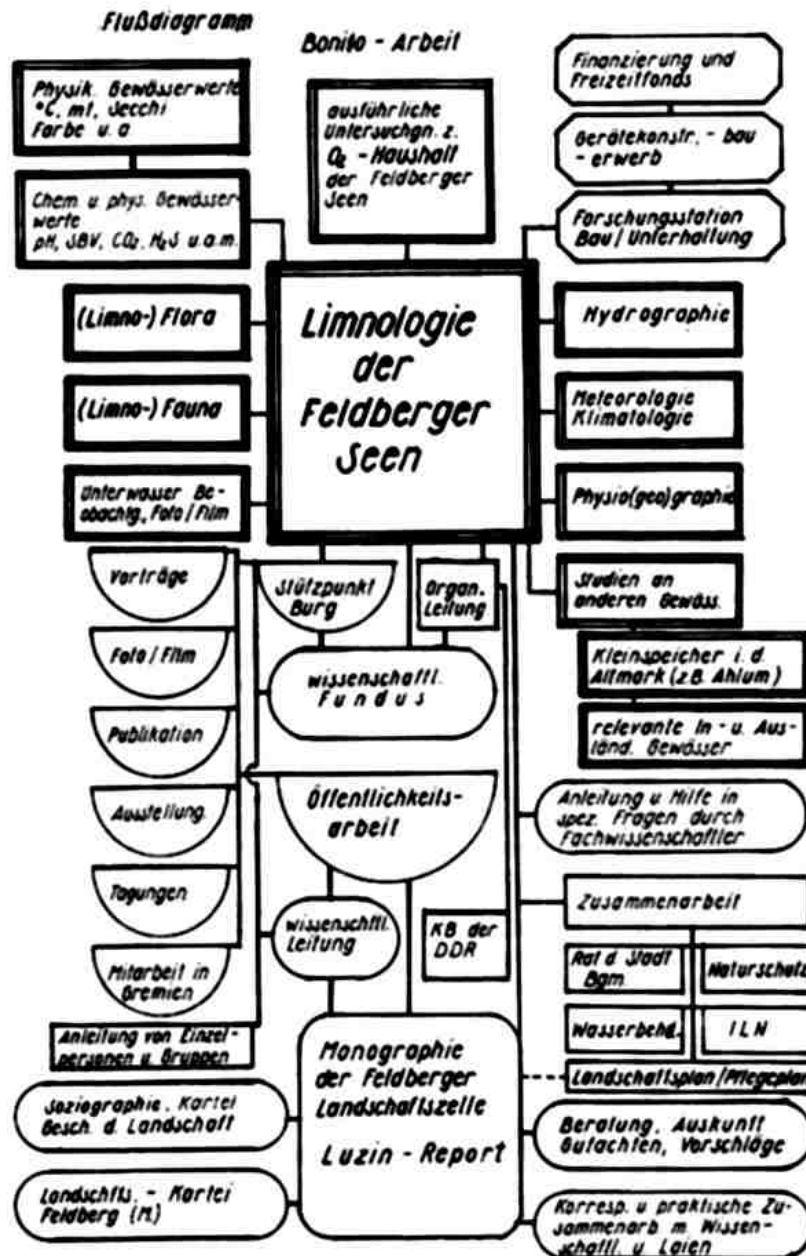 Flußdiagramm
Bonito - Arbeit
Physik. Gewässerwerte
°C, mt, Secchi
Farbe u. a
Chem. u phys. Gewässer-
werte
pH, SBV, CO₂, H₂S u.a.m.
(Limno-) Flora
(Limno-) Fauna
Unterwasser Be-
obachtg., Foto / Film
ausführliche
Untersuchgn. z.
O₂ - Haushalt
der Feldberger
Seen
Finanzierung und
Freizeitfonds
Gerätekonstr. - bau
- erwerb
Forschungsstation
Bau / Unterhaltung
Limnologie
der
Feldberger
Seen
Hydrographie
Meteorologie
Klimatologie
Physio(geo)graphie
Studien an
anderen Gewäss.
Kleinspeicher i. d.
Altmark (z.B. Ahlum)
relevante In - u. Aus-
länd. Gewässer
Vorträge
Foto / Film
Publikation
Ausstellung.
Tagungen
Mitarbeit in
Gremien
Anleitung von Einzel-
personen u. Gruppen
Stützpunkt
Burg
Organ.
Leitung
wissenschaftl.
Fundus
Öffentlichkeits-
arbeit
wissenschftl.
Leitung
KB der
DDR
Anleitung u Hilfe in
spez. Fragen durch
Fachwissenschaftler
Zusammenarbeit
Rat d Stadt
Bgm.
Naturschutz
Wasserbehd.
ILN
Landschaftsplan/Pflegeplan
Monographie
der Feldberger
Landschaftszelle
Luzin - Report
Soziographie, Kartei
Besch. d. Landschaft
Landschfts. - Kartei
Feldberg (M.)
Beratung, Auskunft
Gutachten, Vorschläge
Korresp. u praktische Zu-
sammenarb m. Wissen-
schaftl. u. Laien